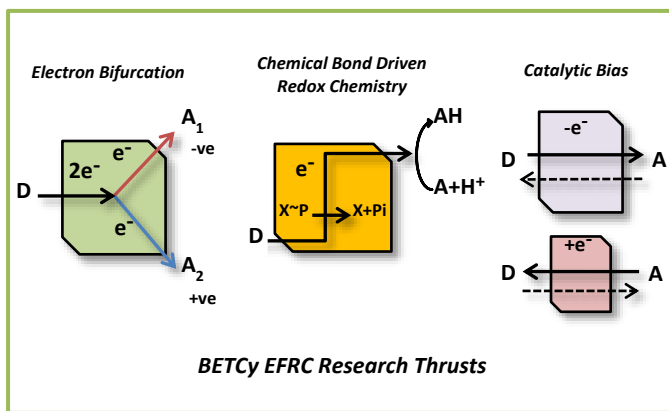 Electron Bifurcation
Chemical Bond Driven
Redox Chemistry
Catalytic Bias
A₁
-ve
e⁻
2e⁻
D
e⁻
A₂
+ve
AH
e⁻
A+H⁺
X~P
X+Pi
D
-e⁻
D
A
+e⁻
D
A
BETCy EFRC Research Thrusts